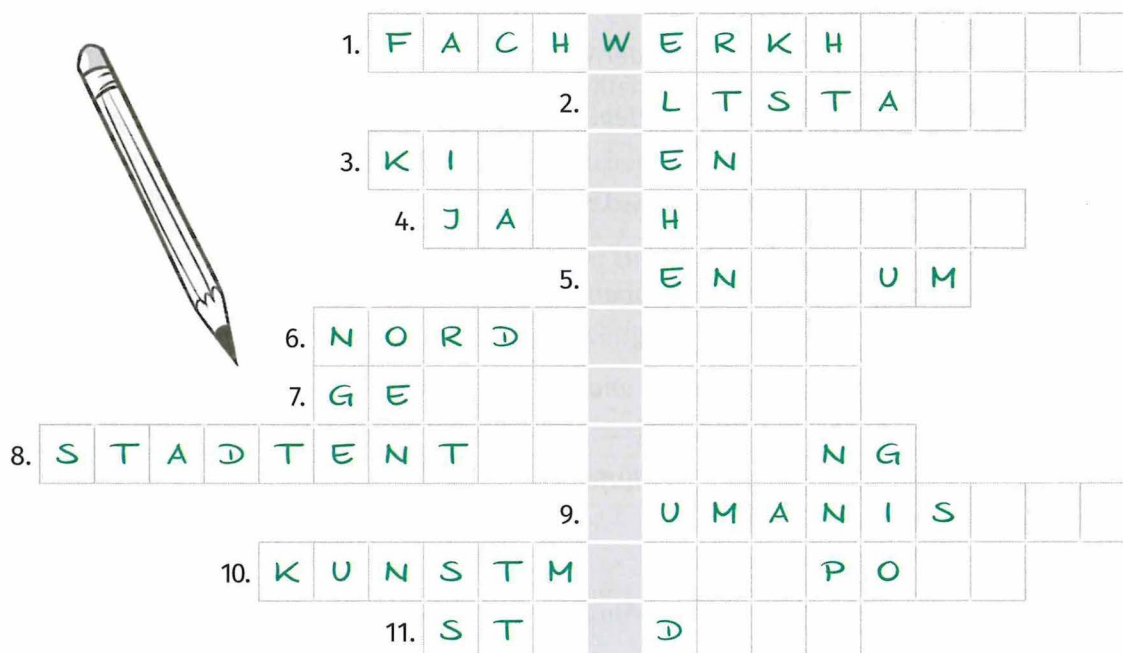 1. FACHWERKH
2. LTSTA
3. KI EN
4. JA H
5. EN UM
6. NORD
7. GE
8. STADTENT NG
9. UMANIS
10. KUNSTM PO
11. ST D